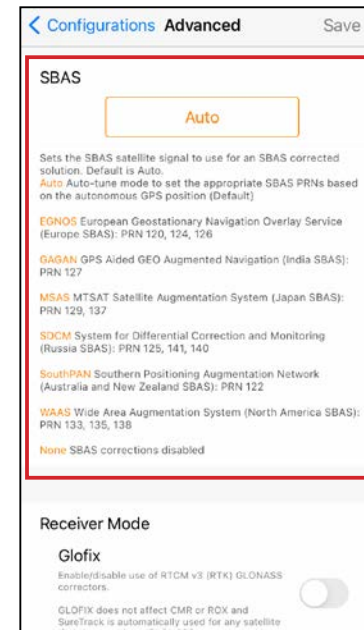 Configurations Advanced Save
SBAS
Auto
Sets the SBAS satellite signal to use for an SBAS corrected
solution. Default is Auto.
Auto Auto-tune mode to set the appropriate SBAS PRNs based
on the autonomous GPS position (Default)
EGNOS European Geostationary Navigation Overlay Service
(Europe SBAS): PRN 120, 124, 126
GAGAN GPS Aided GEO Augmented Navigation (India SBAS):
PRN 127
MSAS MTSAT Satellite Augmentation System (Japan SBAS):
PRN 129, 137
SDCM System for Differential Correction and Monitoring
(Russia SBAS): PRN 125, 141, 140
SouthPAN Southern Positioning Augmentation Network
(Australia and New Zealand SBAS): PRN 122
WAAS Wide Area Augmentation System (North America SBAS):
PRN 133, 135, 138
None SBAS corrections disabled
Receiver Mode
Glofix
Enable/disable use of RTCM v3 (RTK) GLONASS
correctors.
GLOFIX does not affect CMR or ROX and
SureTrack is automatically used for any satellite